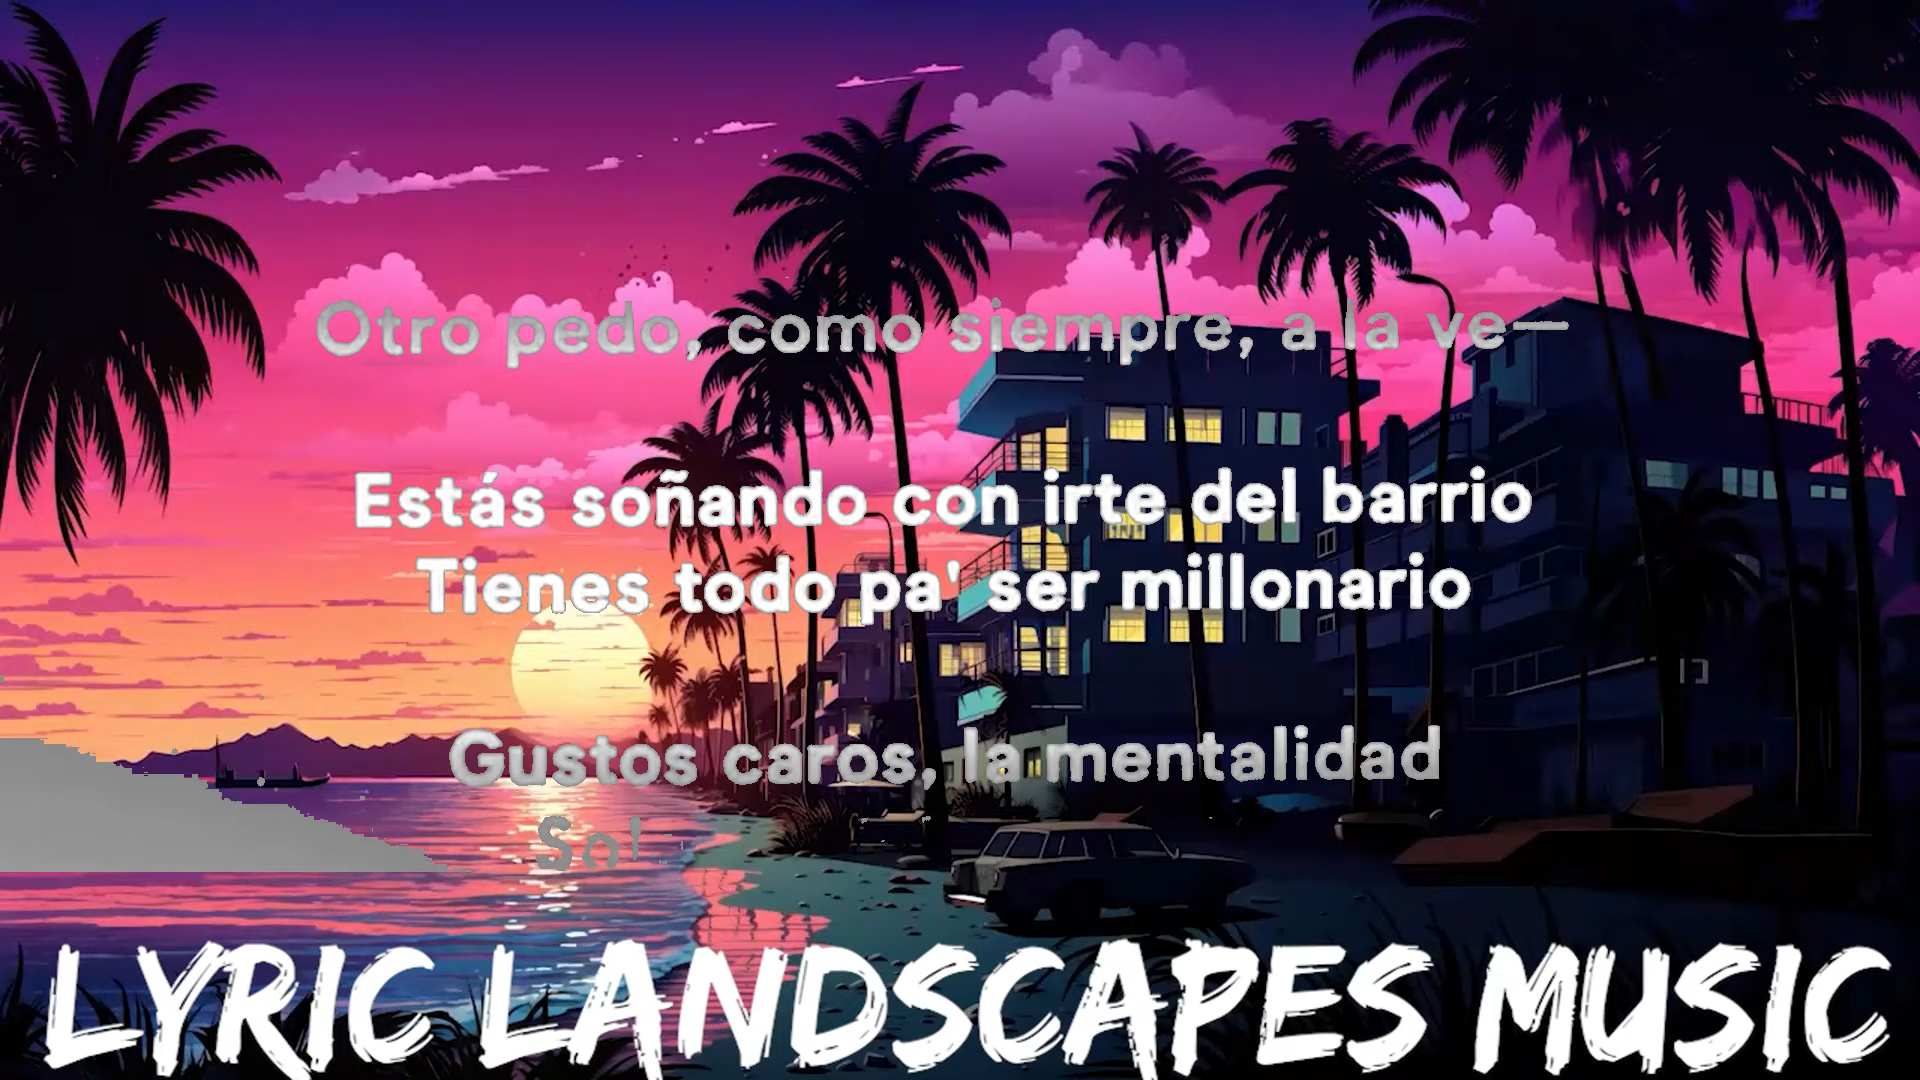 Otro pedo, como siempre, a la ve—
Estás soñando con irte del barrio
Tienes todo pa' ser millonario
Gustos caros, la mentalidad
LYRIC LANDSCAPES MUSIC